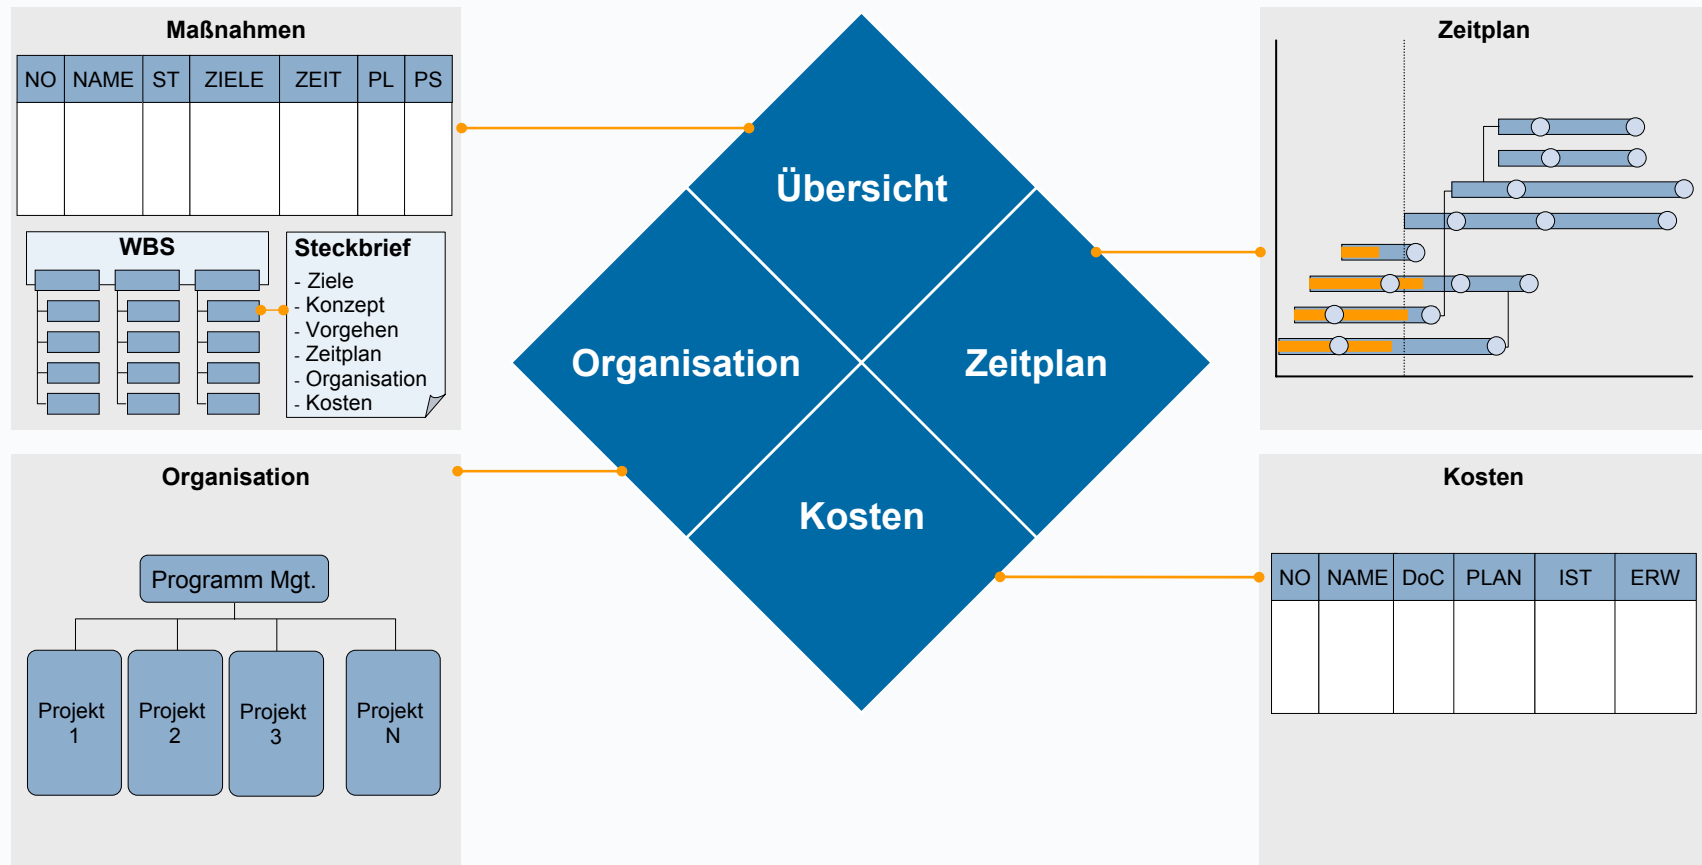 Maßnahmen
NO NAME ST ZIELE ZEIT PL PS
WBS
Steckbrief
- Ziele
- Konzept
- Vorgehen
- Zeitplan
- Organisation
- Kosten
Organisation
Programm Mgt.
Projekt
1
Projekt
2
Projekt
3
Projekt
N
Übersicht
Organisation
Zeitplan
Kosten
Zeitplan
Kosten
NO NAME DoC PLAN IST ERW